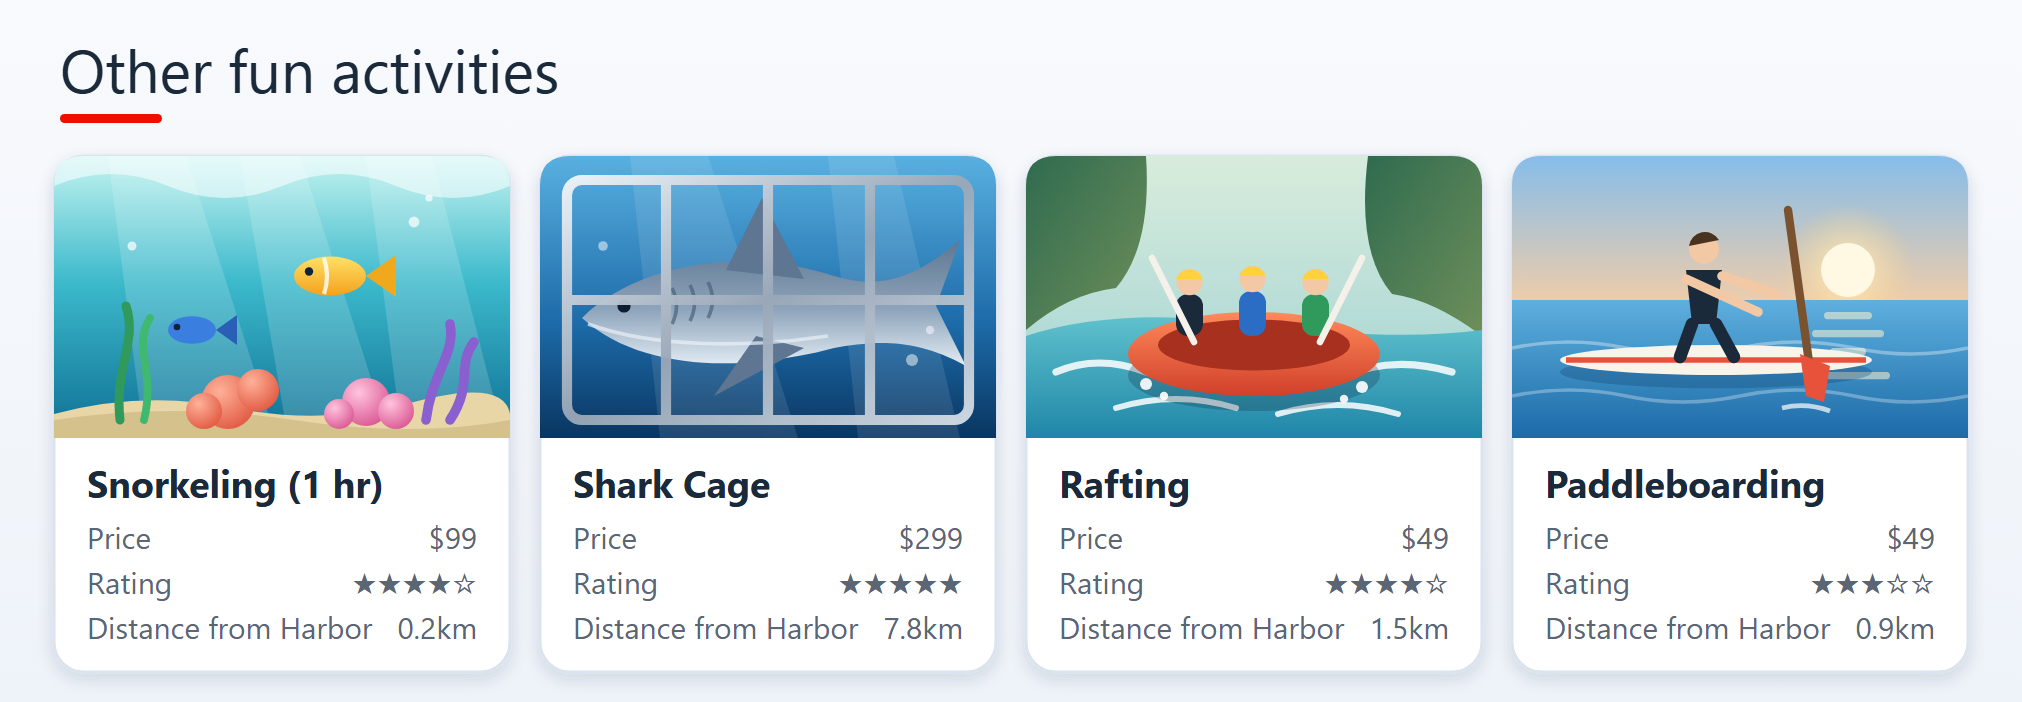 Other fun activities
Snorkeling (1 hr)
Price $99
Rating ★★★★☆
Distance from Harbor 0.2km
Shark Cage
Price $299
Rating ★★★★★
Distance from Harbor 7.8km
Rafting
Price $49
Rating ★★★★☆
Distance from Harbor 1.5km
Paddleboarding
Price $49
Rating ★★★☆☆
Distance from Harbor 0.9km